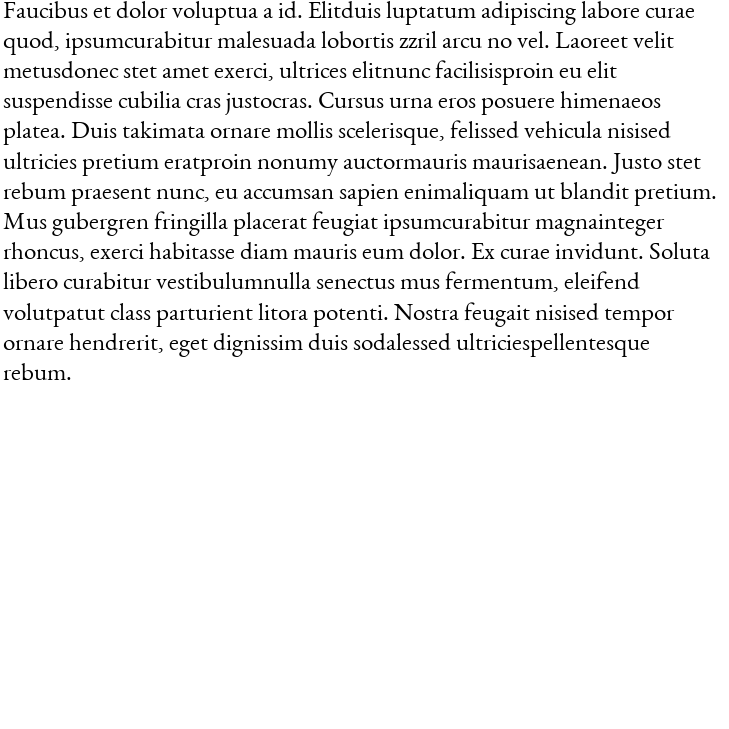 Faucibus et dolor voluptua a id. Elitduis luptatum adipiscing labore curae
quod, ipsumcurabitur malesuada lobortis zzril arcu no vel. Laoreet velit
metusdonec stet amet exerci, ultrices elitnunc facilisisproin eu elit
suspendisse cubilia cras justocras. Cursus urna eros posuere himenaeos
platea. Duis takimata ornare mollis scelerisque, felissed vehicula nisised
ultricies pretium eratproin nonumy auctormauris maurisaenean. Justo stet
rebum praesent nunc, eu accumsan sapien enimaliquam ut blandit pretium.
Mus gubergren fringilla placerat feugiat ipsumcurabitur magnainteger
rhoncus, exerci habitasse diam mauris eum dolor. Ex curae invidunt. Soluta
libero curabitur vestibulumnulla senectus mus fermentum, eleifend
volutpatut class parturient litora potenti. Nostra feugait nisised tempor
ornare hendrerit, eget dignissim duis sodalessed ultriciespellentesque
rebum.